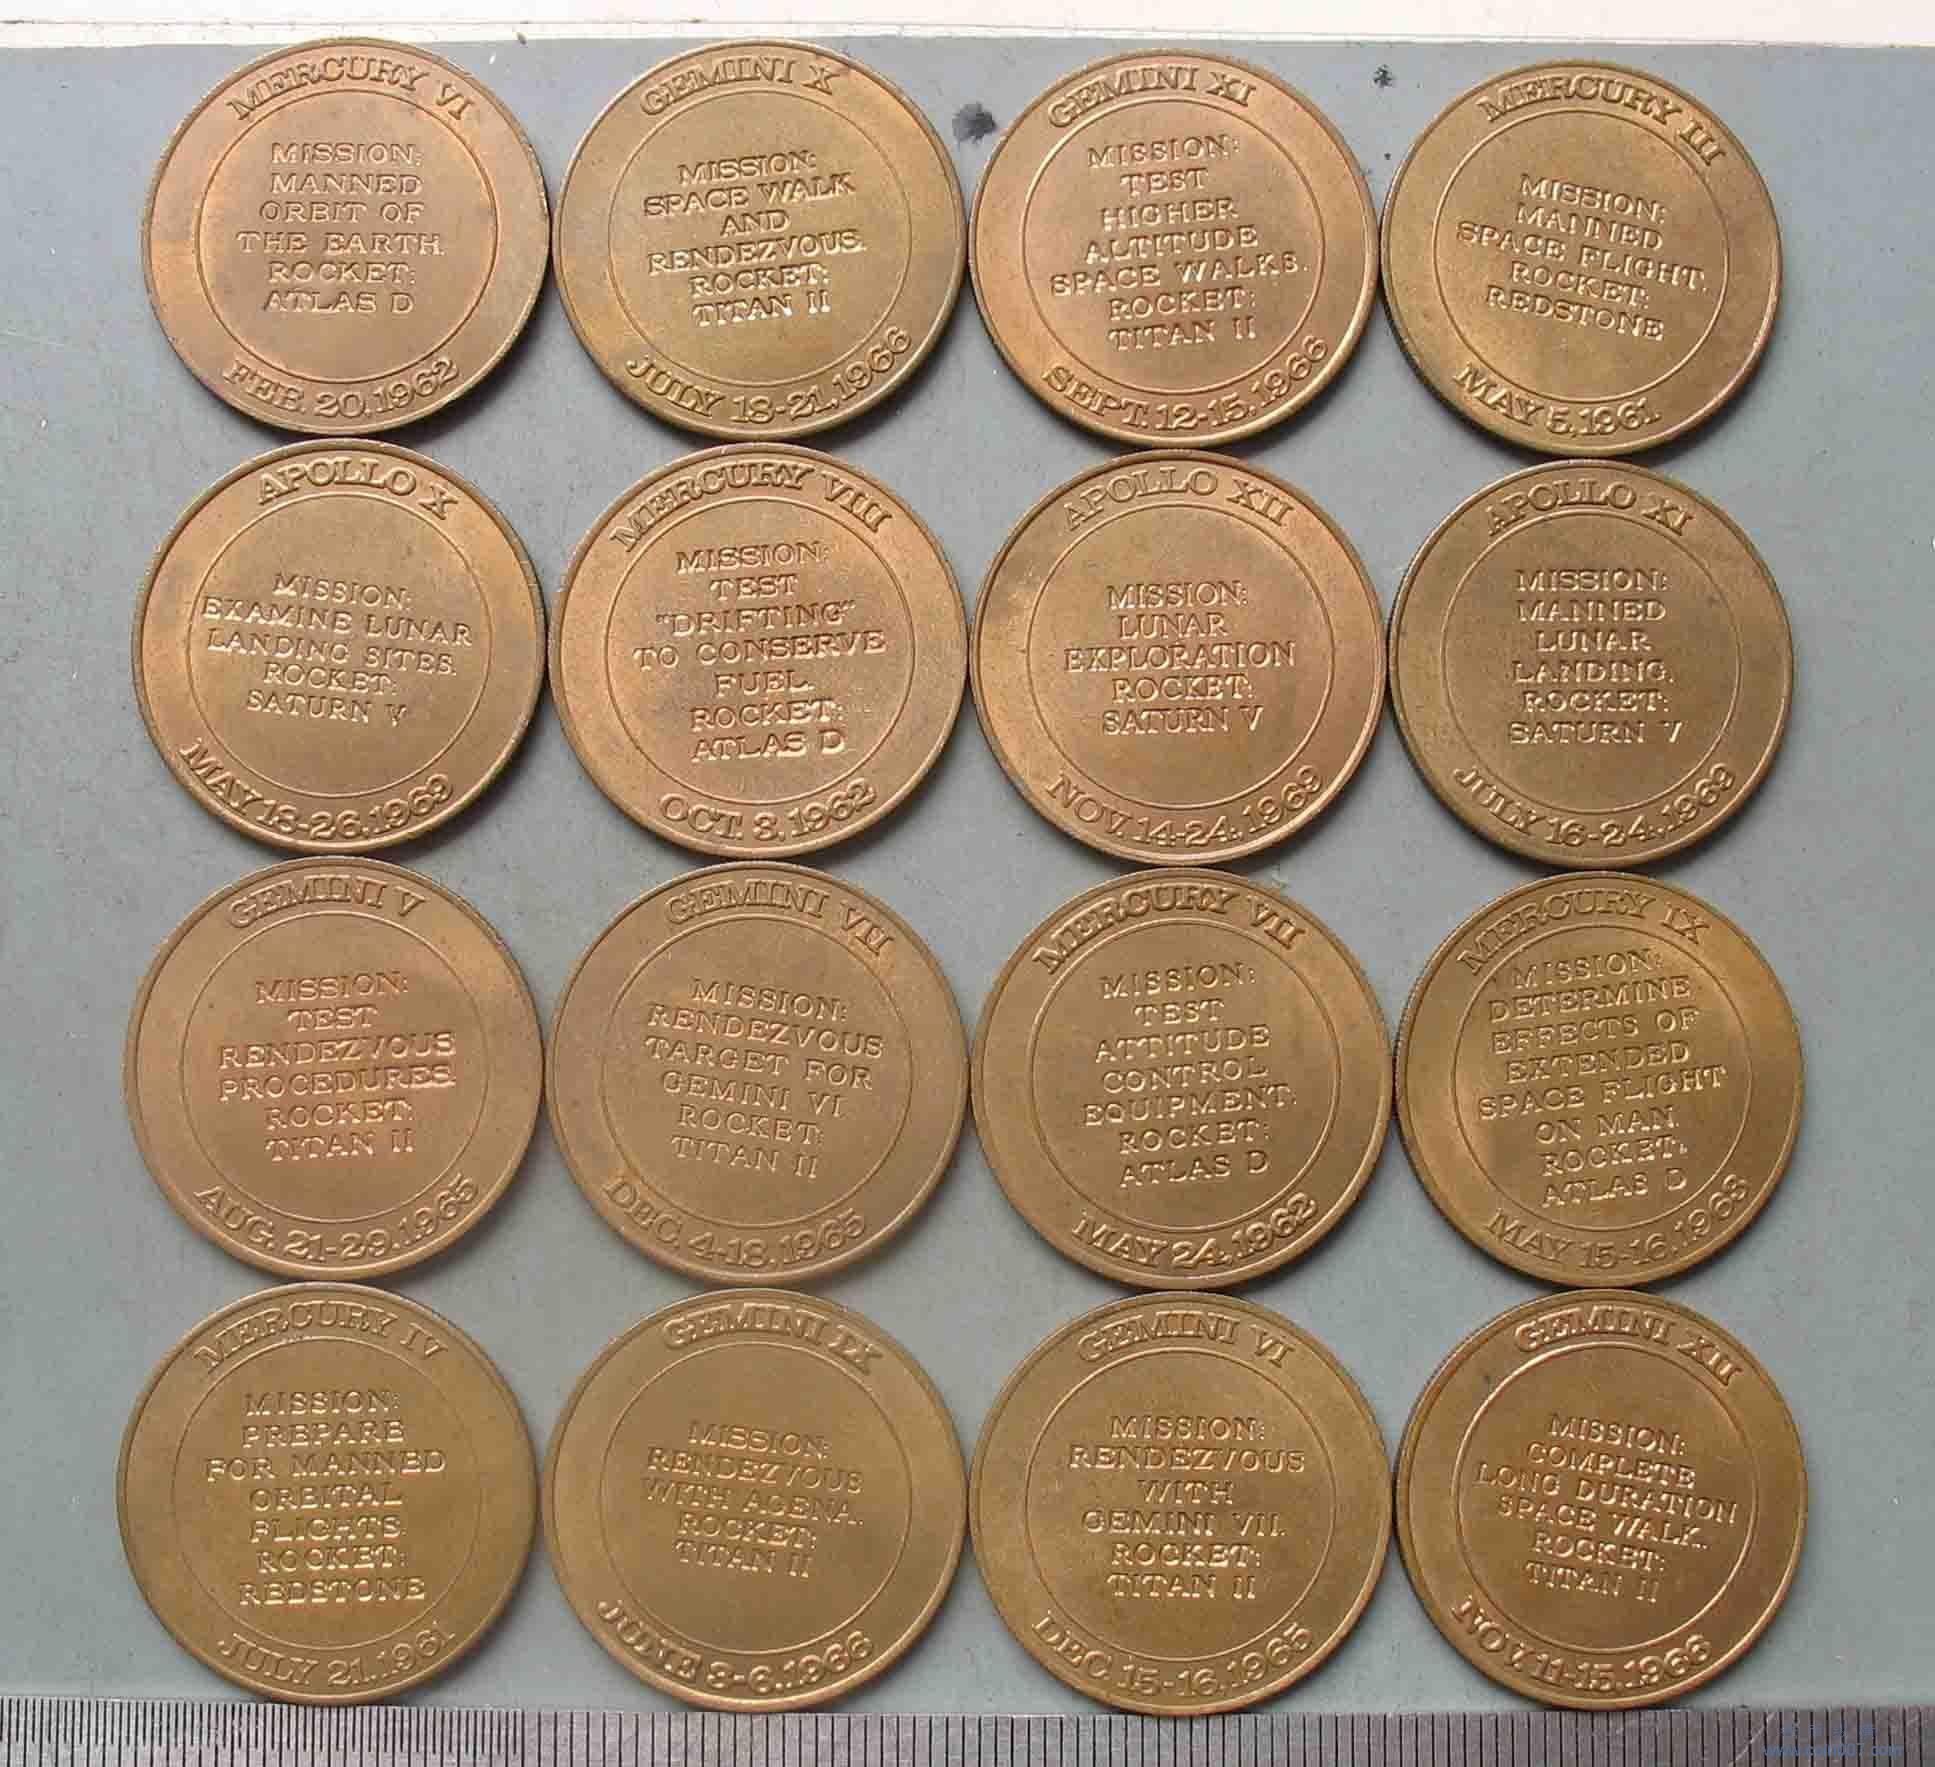 MERCURY VI
MISSION:
MANNED
ORBIT OF
THE EARTH.
ROCKET:
ATLAS D
FEB. 20, 1962
GEMINI X
MISSION:
SPACE WALK
AND
RENDEZVOUS.
ROCKET:
TITAN II
JULY 18-21, 1966
GEMINI XI
MISSION:
TEST
HIGHER
ALTITUDE
SPACE WALKS.
ROCKET:
TITAN II
SEPT. 12-15, 1966
MERCURY III
MISSION:
MANNED
SPACE FLIGHT.
ROCKET:
REDSTONE
MAY 5, 1961
APOLLO X
MISSION:
EXAMINE LUNAR
LANDING SITES.
ROCKET:
SATURN V
MAY 18-26, 1969
MERCURY VIII
MISSION:
TEST
"DRIFTING"
TO CONSERVE
FUEL.
ROCKET:
ATLAS D
OCT. 3, 1962
APOLLO XII
MISSION:
LUNAR
EXPLORATION
ROCKET:
SATURN V
NOV. 14-24, 1969
APOLLO XI
MISSION:
MANNED
LUNAR
LANDING.
ROCKET:
SATURN V
JULY 16-24, 1969
GEMINI V
MISSION:
TEST
RENDEZVOUS
PROCEDURES.
ROCKET:
TITAN II
AUG. 21-29, 1965
GEMINI VII
MISSION:
RENDEZVOUS
TARGET FOR
GEMINI VI.
ROCKET:
TITAN II
DEC. 4-18, 1965
MERCURY VII
MISSION:
TEST
ATTITUDE
CONTROL
EQUIPMENT.
ROCKET:
ATLAS D
MAY 24, 1962
MERCURY IX
MISSION:
DETERMINE
EFFECTS OF
EXTENDED
SPACE FLIGHT
ON MAN.
ROCKET:
ATLAS D
MAY 15-16, 1963
MERCURY IV
MISSION:
PREPARE
FOR MANNED
ORBITAL
FLIGHTS
ROCKET:
REDSTONE
JULY 21, 1961
GEMINI IX
MISSION:
RENDEZVOUS
WITH AGENA.
ROCKET:
TITAN II
JUNE 3-6, 1966
GEMINI VI
MISSION:
RENDEZVOUS
WITH
GEMINI VII.
ROCKET:
TITAN II
DEC. 15-16, 1965
GEMINI XII
MISSION:
COMPLETE
LONG DURATION
SPACE WALK.
ROCKET:
TITAN II
NOV. 11-15, 1966
www.coin007.com